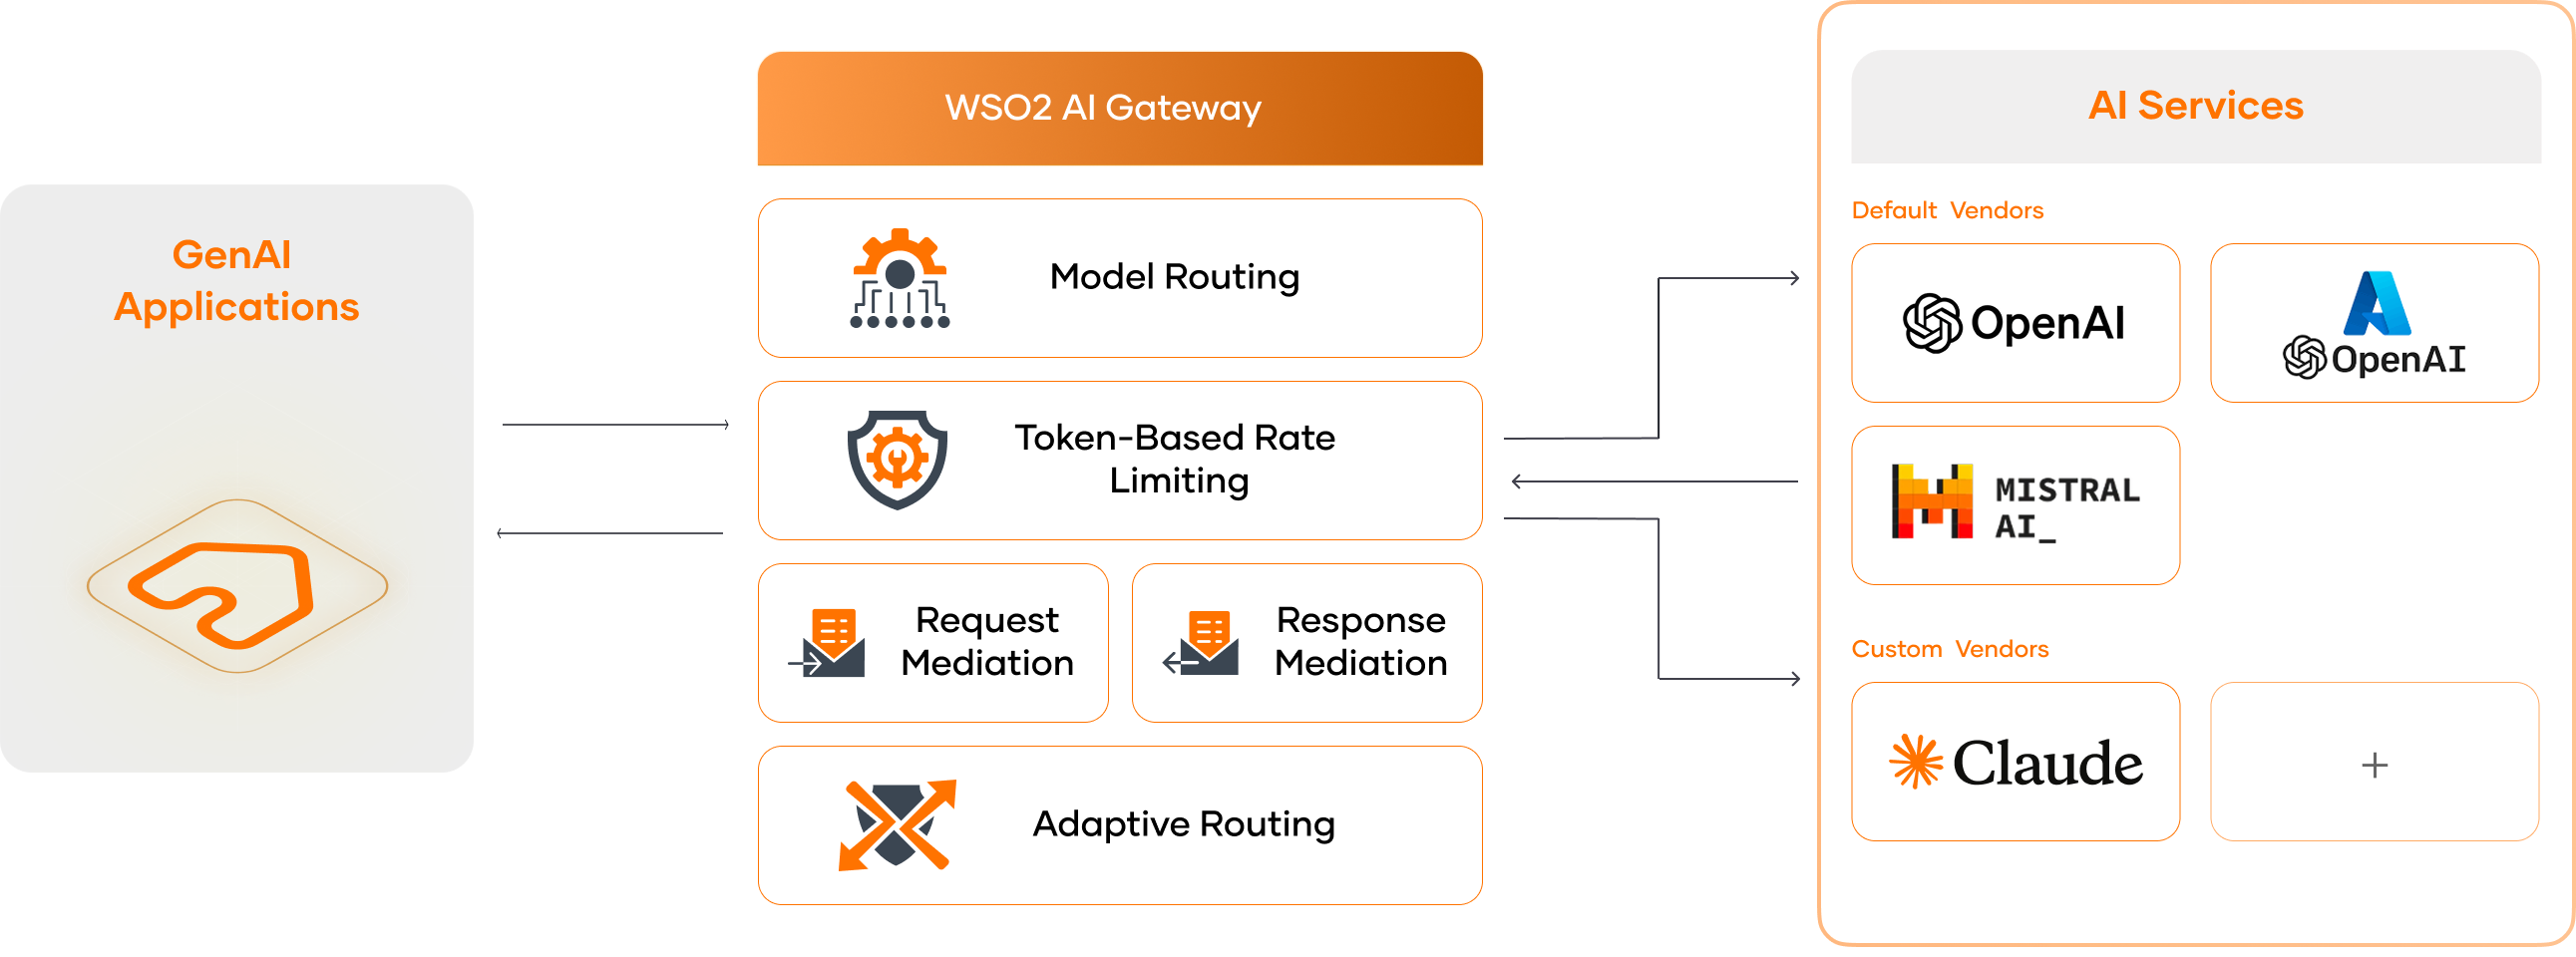 GenAI
Applications
WSO2 AI Gateway
Model Routing
Token-Based Rate
Limiting
Request
Mediation
Response
Mediation
Adaptive Routing
AI Services
Default Vendors
OpenAI
OpenAI
MISTRAL
AI_
Custom Vendors
Claude
+